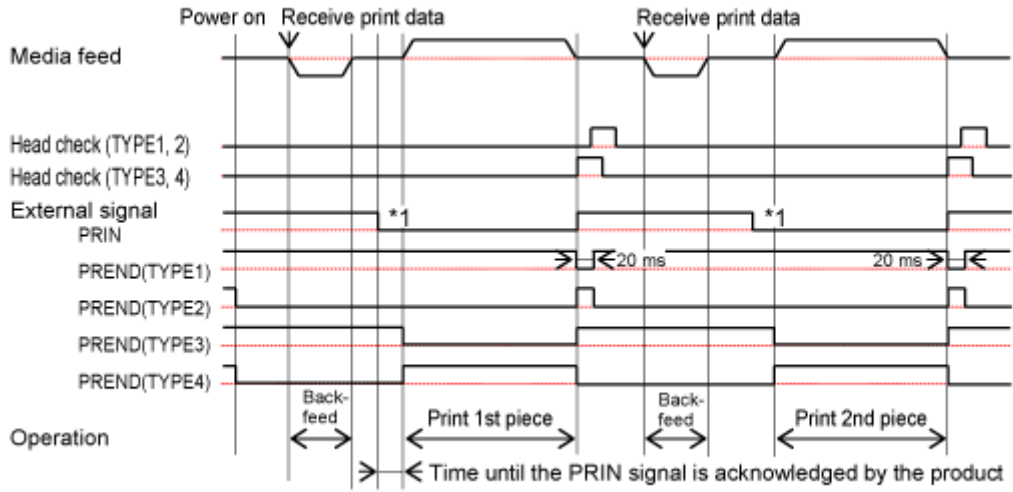 Power on Receive print data Receive print data
Media feed
Head check (TYPE1, 2)
Head check (TYPE3, 4)
External signal
PRIN *1 *1
PREND(TYPE1) 20 ms 20 ms
PREND(TYPE2)
PREND(TYPE3)
PREND(TYPE4)
Back-
feed
Print 1st piece
Back-
feed
Print 2nd piece
Operation
Time until the PRIN signal is acknowledged by the product